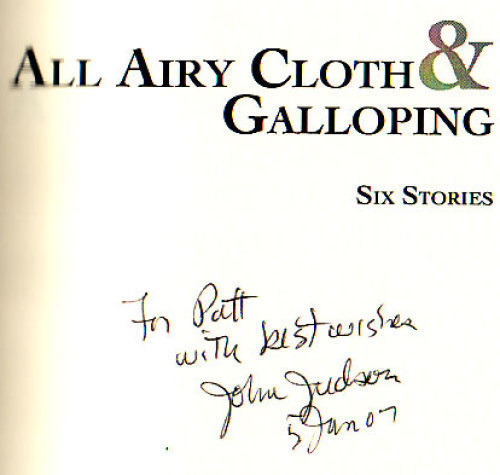 ALL AIRY CLOTH &
GALLOPING
SIX STORIES
For Patt
with best wishes
John Judson
5 Jan 07